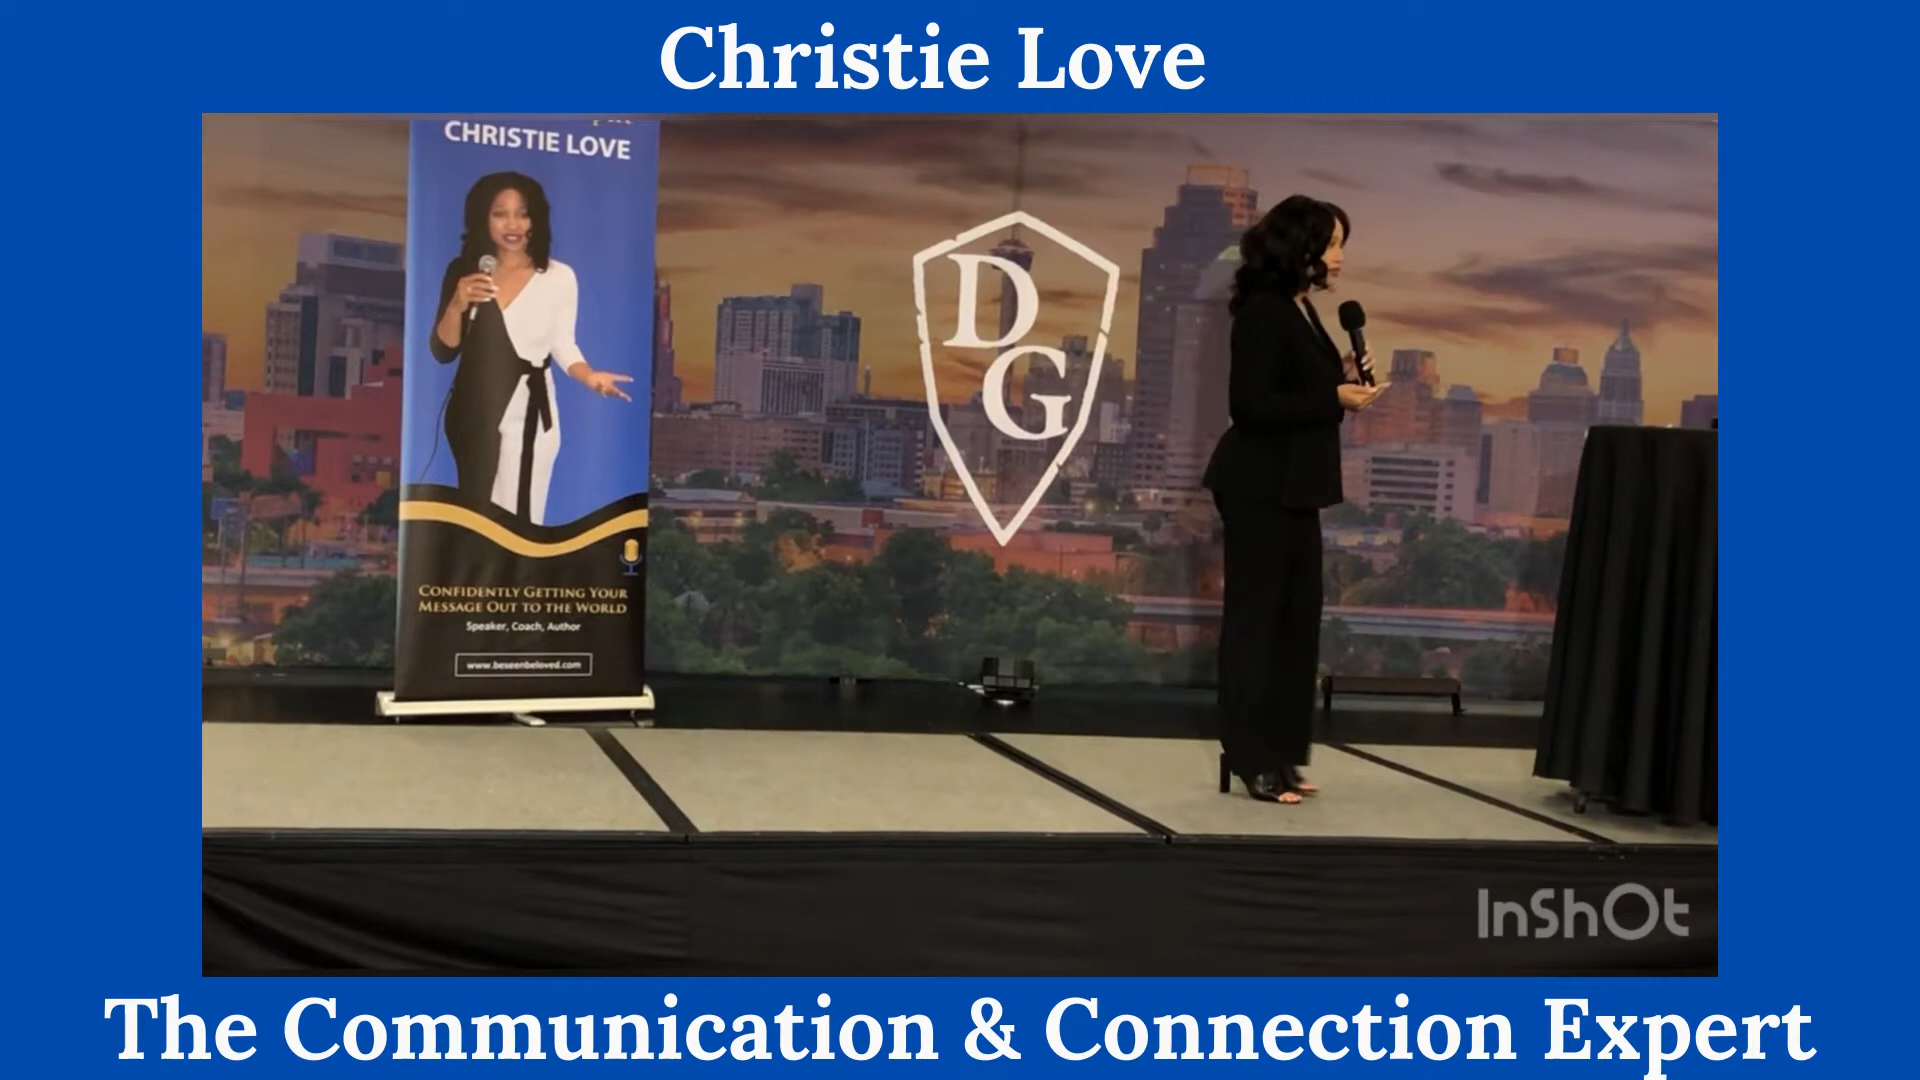 Christie Love
CHRISTIE LOVE
CONFIDENTLY GETTING YOUR
MESSAGE OUT TO THE WORLD
Speaker, Coach, Author
www.beseenbeloved.com
D
G
InShOt
The Communication & Connection Expert